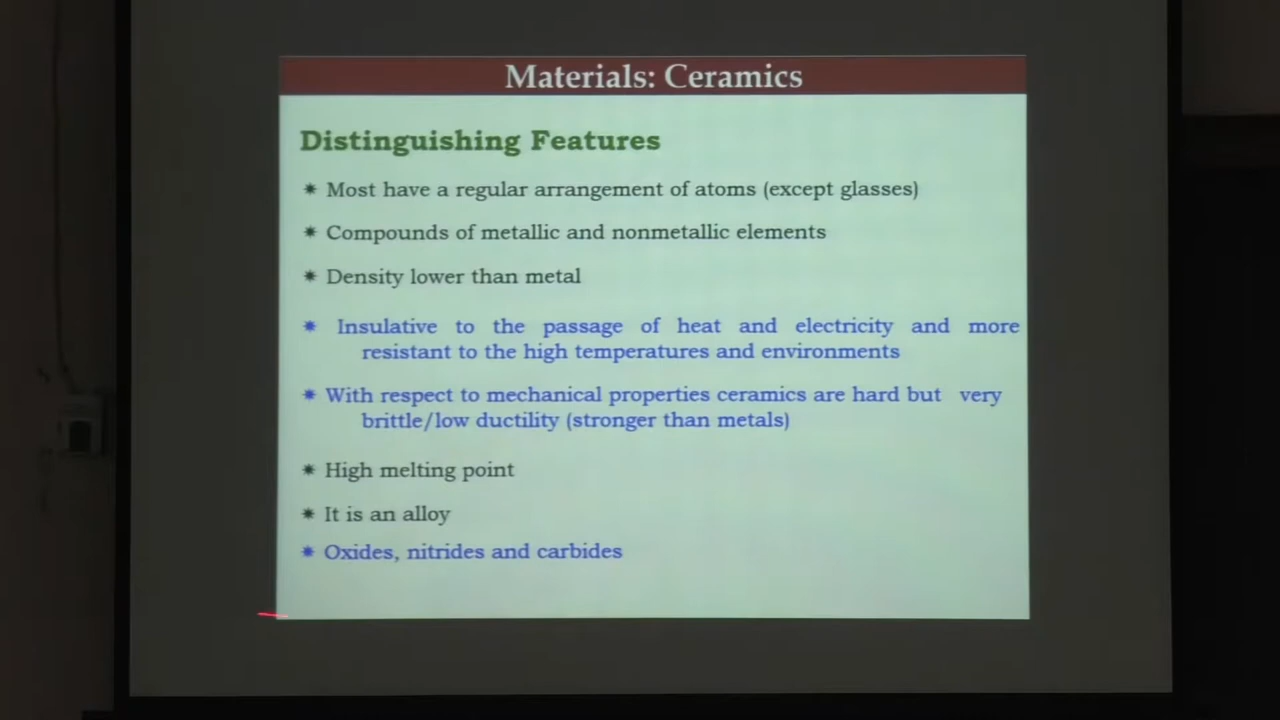 Materials: Ceramics
Distinguishing Features
* Most have a regular arrangement of atoms (except glasses)
* Compounds of metallic and nonmetallic elements
* Density lower than metal
* Insulative to the passage of heat and electricity and more
resistant to the high temperatures and environments
* With respect to mechanical properties ceramics are hard but very
brittle/low ductility (stronger than metals)
* High melting point
* It is an alloy
* Oxides, nitrides and carbides